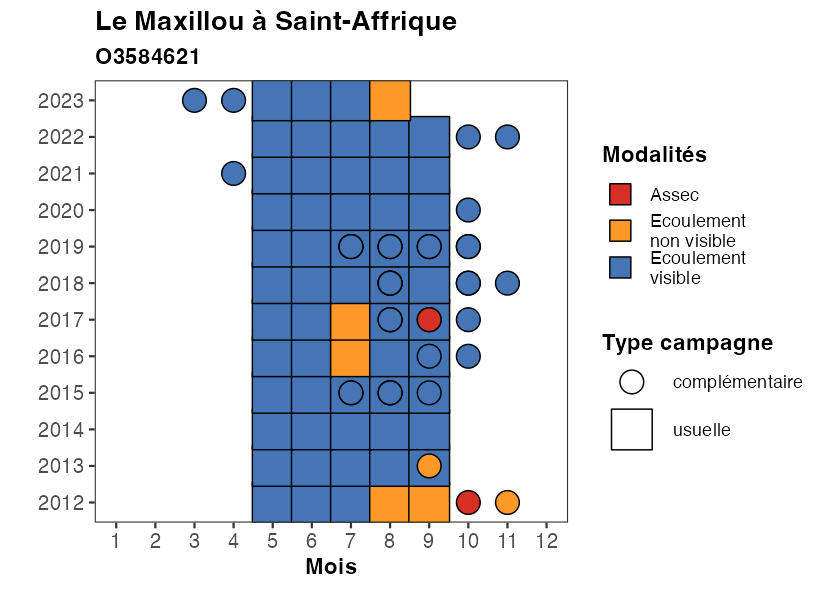 Le Maxillou à Saint-Affrique
O3584621
2023
2022
2021
2020
2019
2018
2017
2016
2015
2014
2013
2012
1 2 3 4 5 6 7 8 9 10 11 12
Mois
Modalités
Assec
Ecoulement
non visible
Ecoulement
visible
Type campagne
complémentaire
usuelle